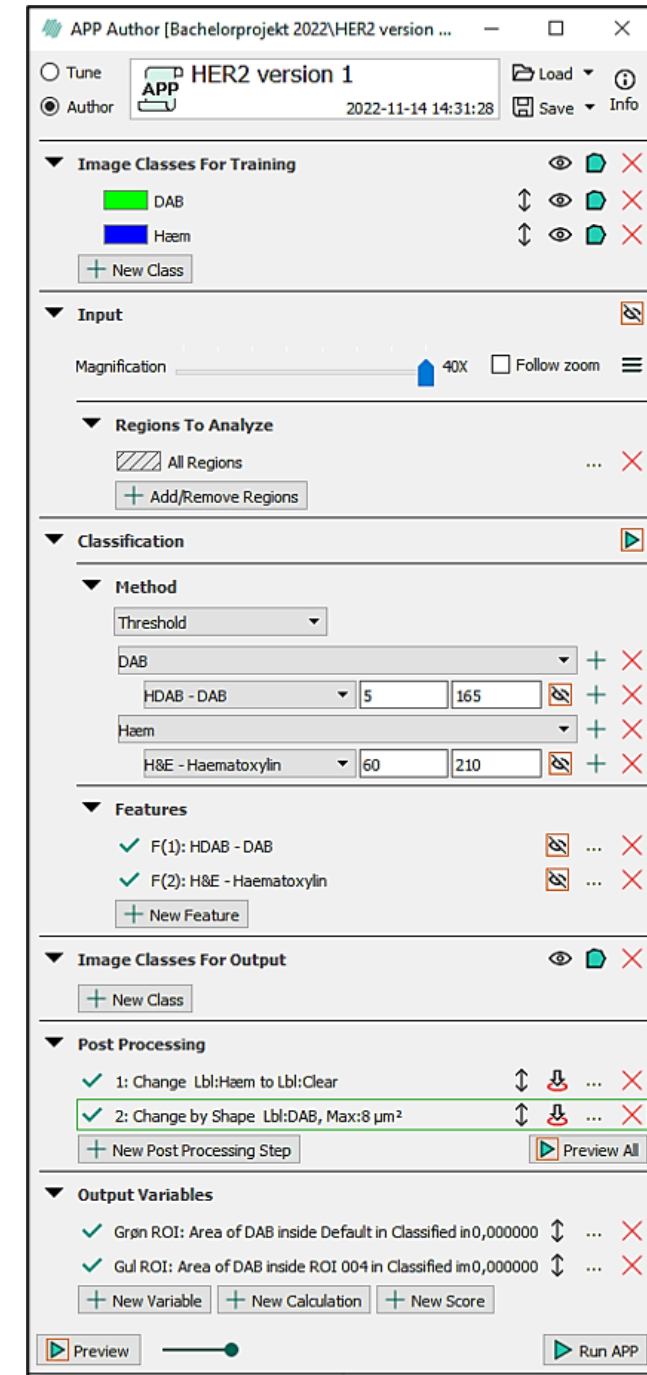 APP Author [Bachelorprojekt 2022\HER2 version ...
Tune
APP
HER2 version 1
Load
Author
2022-11-14 14:31:28
Save
Info
Image Classes For Training
DAB
Hæm
New Class
Input
Magnification
40X
Follow zoom
Regions To Analyze
All Regions
...
Add/Remove Regions
Classification
Method
Threshold
DAB
HDAB - DAB
5
165
Hæm
H&E - Haematoxylin
60
210
Features
F(1): HDAB - DAB
...
F(2): H&E - Haematoxylin
...
New Feature
Image Classes For Output
New Class
Post Processing
1: Change Lbl:Hæm to Lbl:Clear
...
2: Change by Shape Lbl:DAB, Max:8 µm²
...
New Post Processing Step
Preview All
Output Variables
Grøn ROI: Area of DAB inside Default in Classified in0,000000
...
Gul ROI: Area of DAB inside ROI 004 in Classified im0,000000
...
New Variable
New Calculation
New Score
Preview
Run APP